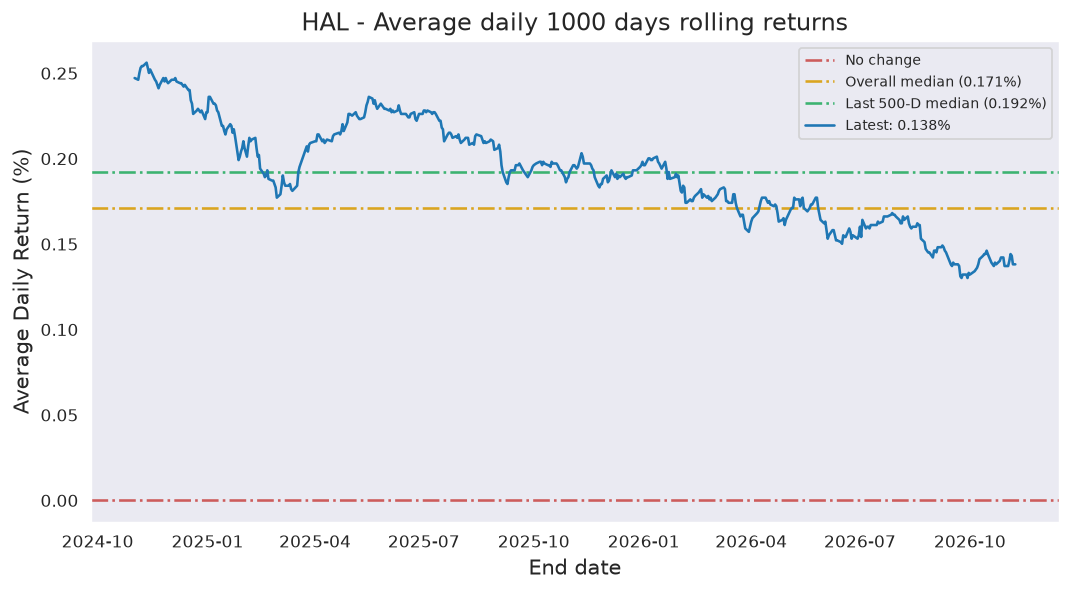 HAL - Average daily 1000 days rolling returns
No change
Overall median (0.171%)
Last 500-D median (0.192%)
Latest: 0.138%
Average Daily Return (%)
0.25
0.20
0.15
0.10
0.05
0.00
2024-10 2025-01 2025-04 2025-07 2025-10 2026-01 2026-04 2026-07 2026-10
End date